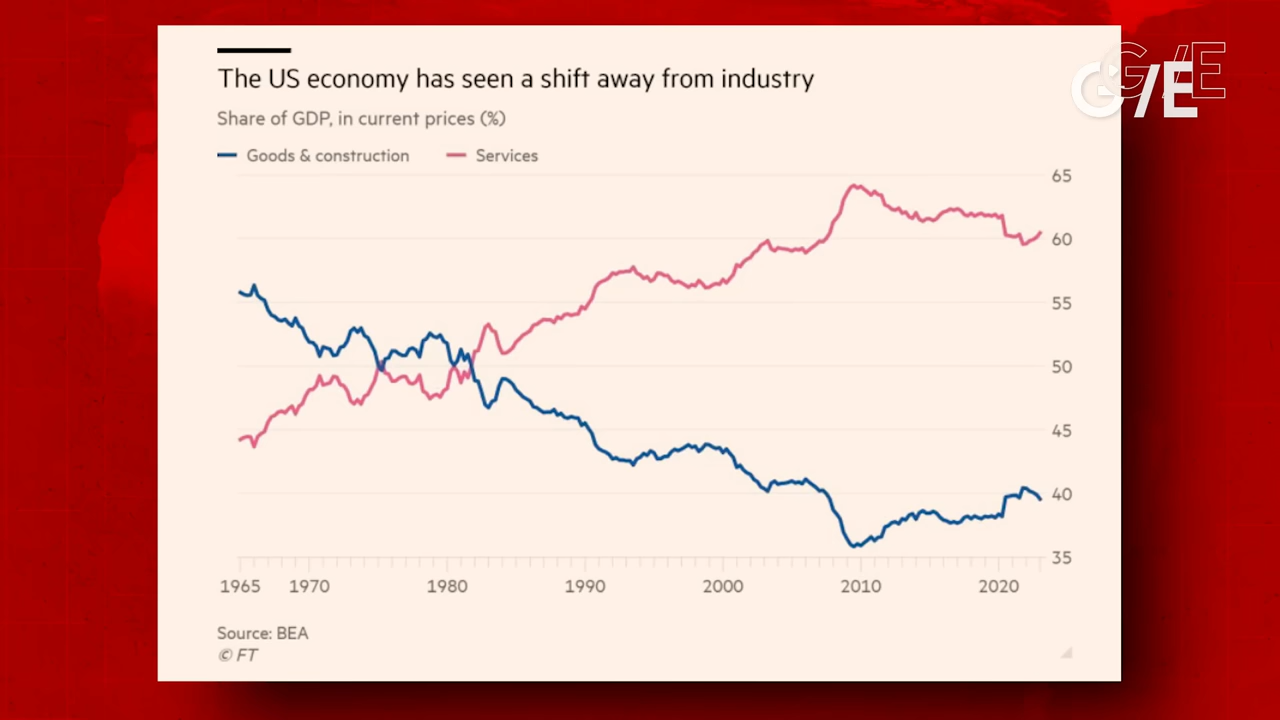 The US economy has seen a shift away from industry
G/E
G/E
Share of GDP, in current prices (%)
Goods & construction Services
65
60
55
50
45
40
35
1965 1970 1980 1990 2000 2010 2020
Source: BEA
© FT